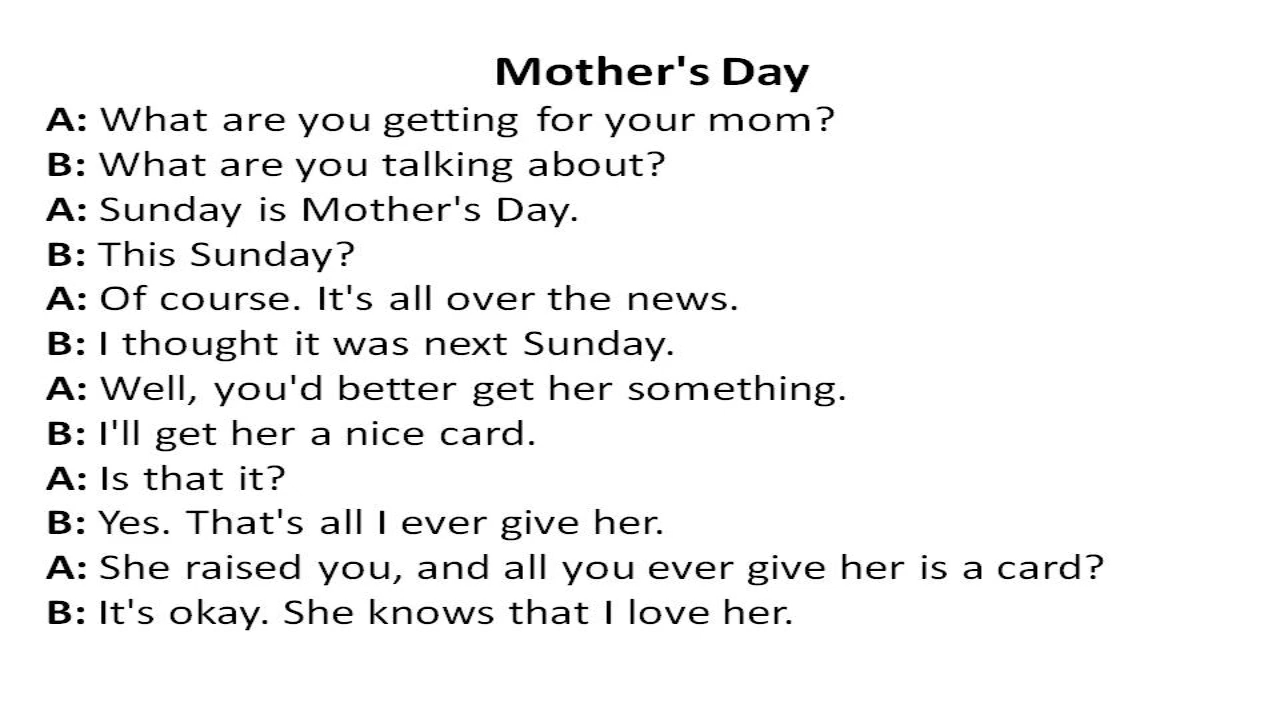 Mother's Day
A: What are you getting for your mom?
B: What are you talking about?
A: Sunday is Mother's Day.
B: This Sunday?
A: Of course. It's all over the news.
B: I thought it was next Sunday.
A: Well, you'd better get her something.
B: I'll get her a nice card.
A: Is that it?
B: Yes. That's all I ever give her.
A: She raised you, and all you ever give her is a card?
B: It's okay. She knows that I love her.